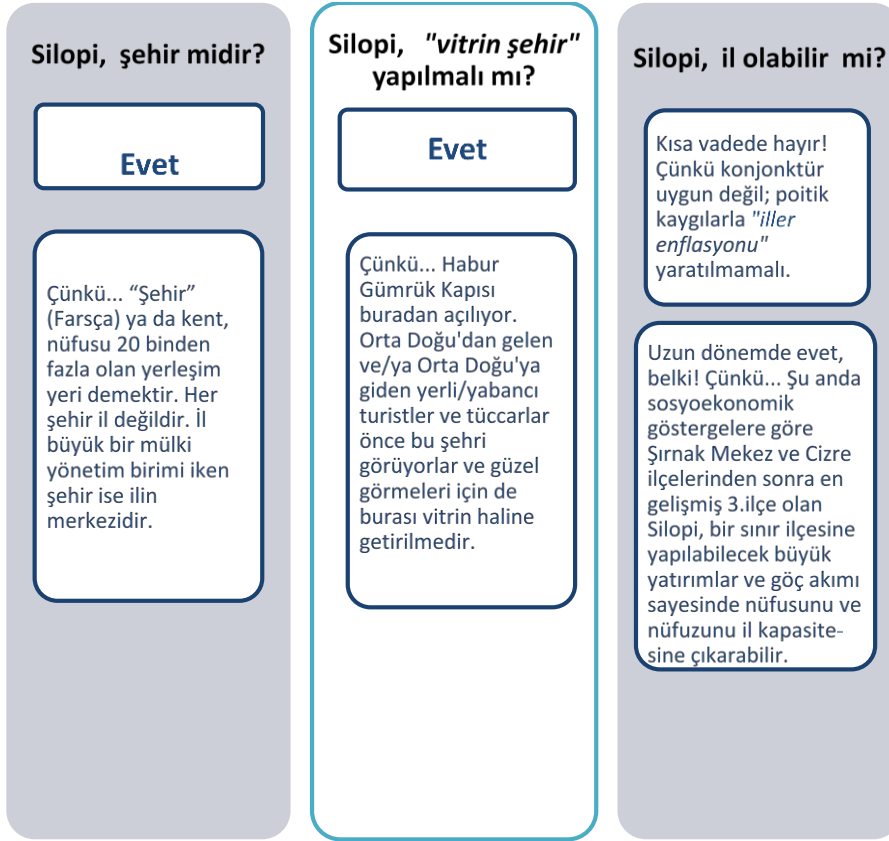 Silopi, şehir midir?
Evet
Çünkü... “Şehir”
(Farsça) ya da kent,
nüfusu 20 binden
fazla olan yerleşim
yeri demektir. Her
şehir il değildir. İl
büyük bir mülki
yönetim birimi iken
şehir ise ilin
merkezidir.
Silopi, "vitrin şehir"
yapılmalı mı?
Evet
Çünkü... Habur
Gümrük Kapısı
buradan açılıyor.
Orta Doğu'dan gelen
ve/ya Orta Doğu'ya
giden yerli/yabancı
turistler ve tüccarlar
önce bu şehri
görüyorlar ve güzel
görmeleri için de
burası vitrin haline
getirilmedir.
Silopi, il olabilir mi?
Kısa vadede hayır!
Çünkü konjonktür
uygun değil; poitik
kaygılarla "iller
enflasyonu"
yaratılmamalı.
Uzun dönemde evet,
belki! Çünkü... Şu anda
sosyoekonomik
göstergelere göre
Şırnak Mekez ve Cizre
ilçelerinden sonra en
gelişmiş 3.ilçe olan
Silopi, bir sınır ilçesine
yapılabilecek büyük
yatırımlar ve göç akımı
sayesinde nüfusunu ve
nüfuzunu il kapasite-
sine çıkarabilir.